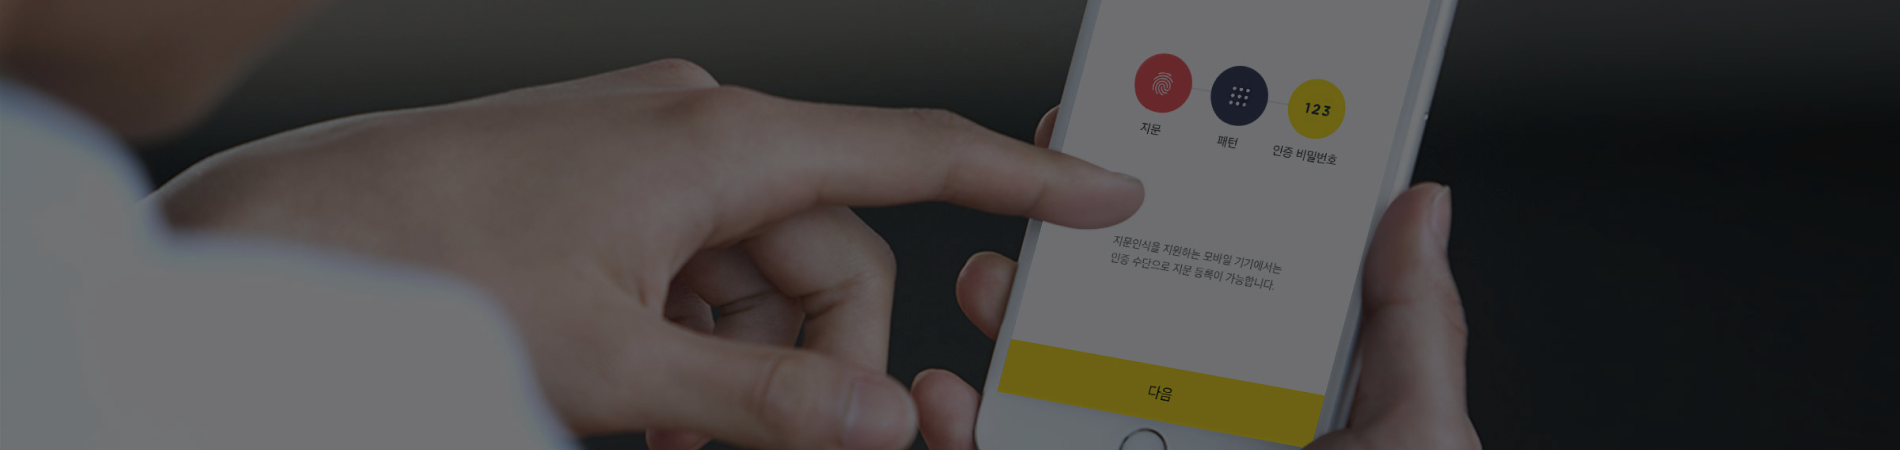 123
지문
패턴
인증 비밀번호
지문인식을 지원하는 모바일 기기에서는
인증 수단으로 지문 등록이 가능합니다.
다음